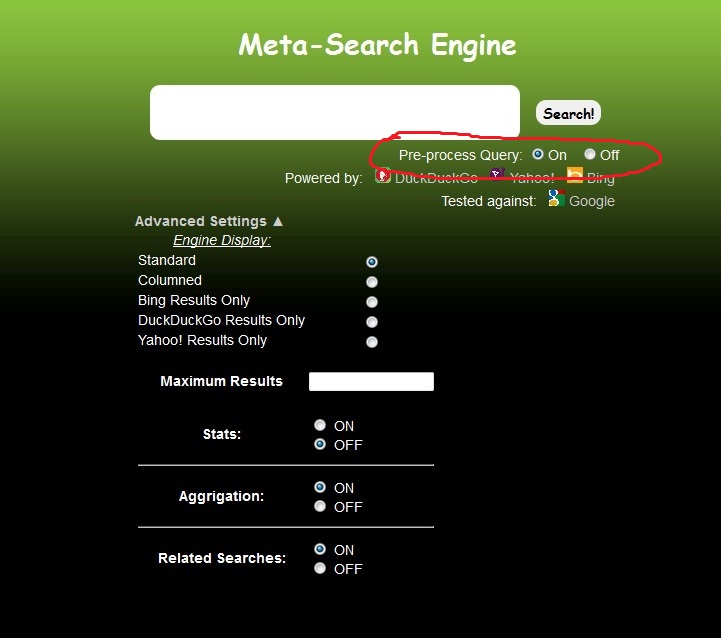 Meta-Search Engine
Search!
Pre-process Query: On Off
Powered by: DuckDuckGo Yahoo! Bing
Tested against: Google
Advanced Settings ▲
Engine Display:
Standard
Columned
Bing Results Only
DuckDuckGo Results Only
Yahoo! Results Only
Maximum Results
Stats:
ON
OFF
Aggrigation:
ON
OFF
Related Searches:
ON
OFF